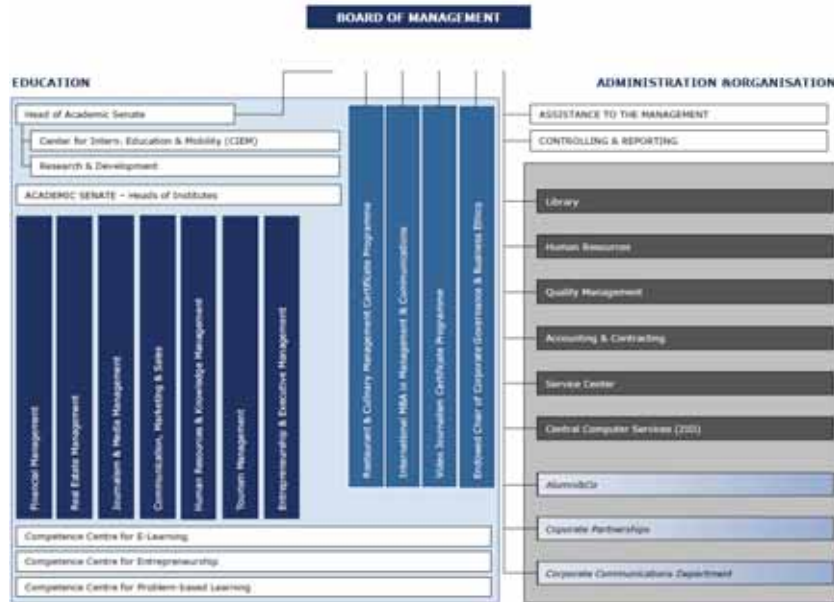 BOARD OF MANAGEMENT
EDUCATION
ADMINISTRATION &ORGANISATION
Head of Academic Senate
Center for Intern. Education & Mobility (CIEM)
Research & Development
ACADEMIC SENATE – Heads of Institutes
Financial Management
Real Estate Management
Journalism & Media Management
Communication, Marketing & Sales
Human Resources & Knowledge Management
Tourism Management
Entrepreneurship & Executive Management
Restaurant & Culinary Management Certificate Programme
International MBA in Management & Communications
Video Journalism Certificate Programme
Endowed Chair of Corporate Governance & Business Ethics
Competence Centre for E-Learning
Competence Centre for Entrepreneurship
Competence Centre for Problem-based Learning
ASSISTANCE TO THE MANAGEMENT
CONTROLLING & REPORTING
Library
Human Resources
Quality Management
Accounting & Contracting
Service Center
Central Computer Services (ZID)
Alumni&Co
Coporate Partnerships
Corporate Communications Department